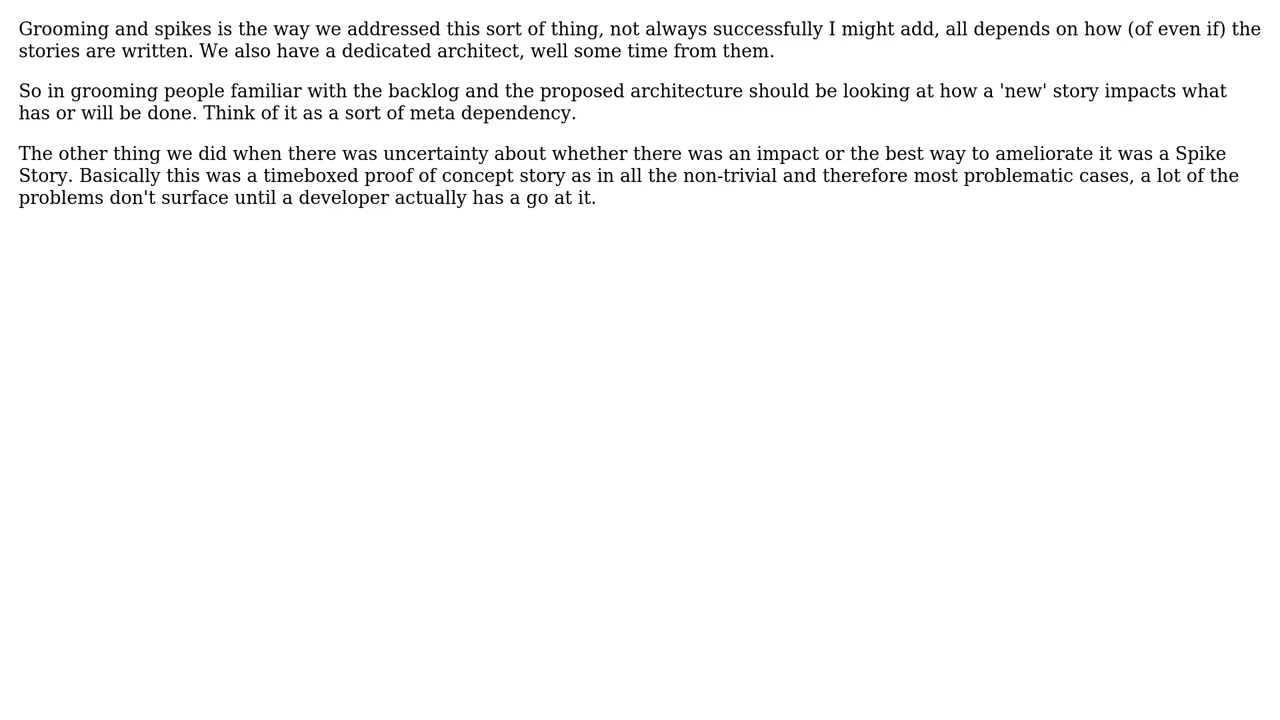 Grooming and spikes is the way we addressed this sort of thing, not always successfully I might add, all depends on how (of even if) the
stories are written. We also have a dedicated architect, well some time from them.
So in grooming people familiar with the backlog and the proposed architecture should be looking at how a 'new' story impacts what
has or will be done. Think of it as a sort of meta dependency.
The other thing we did when there was uncertainty about whether there was an impact or the best way to ameliorate it was a Spike
Story. Basically this was a timeboxed proof of concept story as in all the non-trivial and therefore most problematic cases, a lot of the
problems don't surface until a developer actually has a go at it.